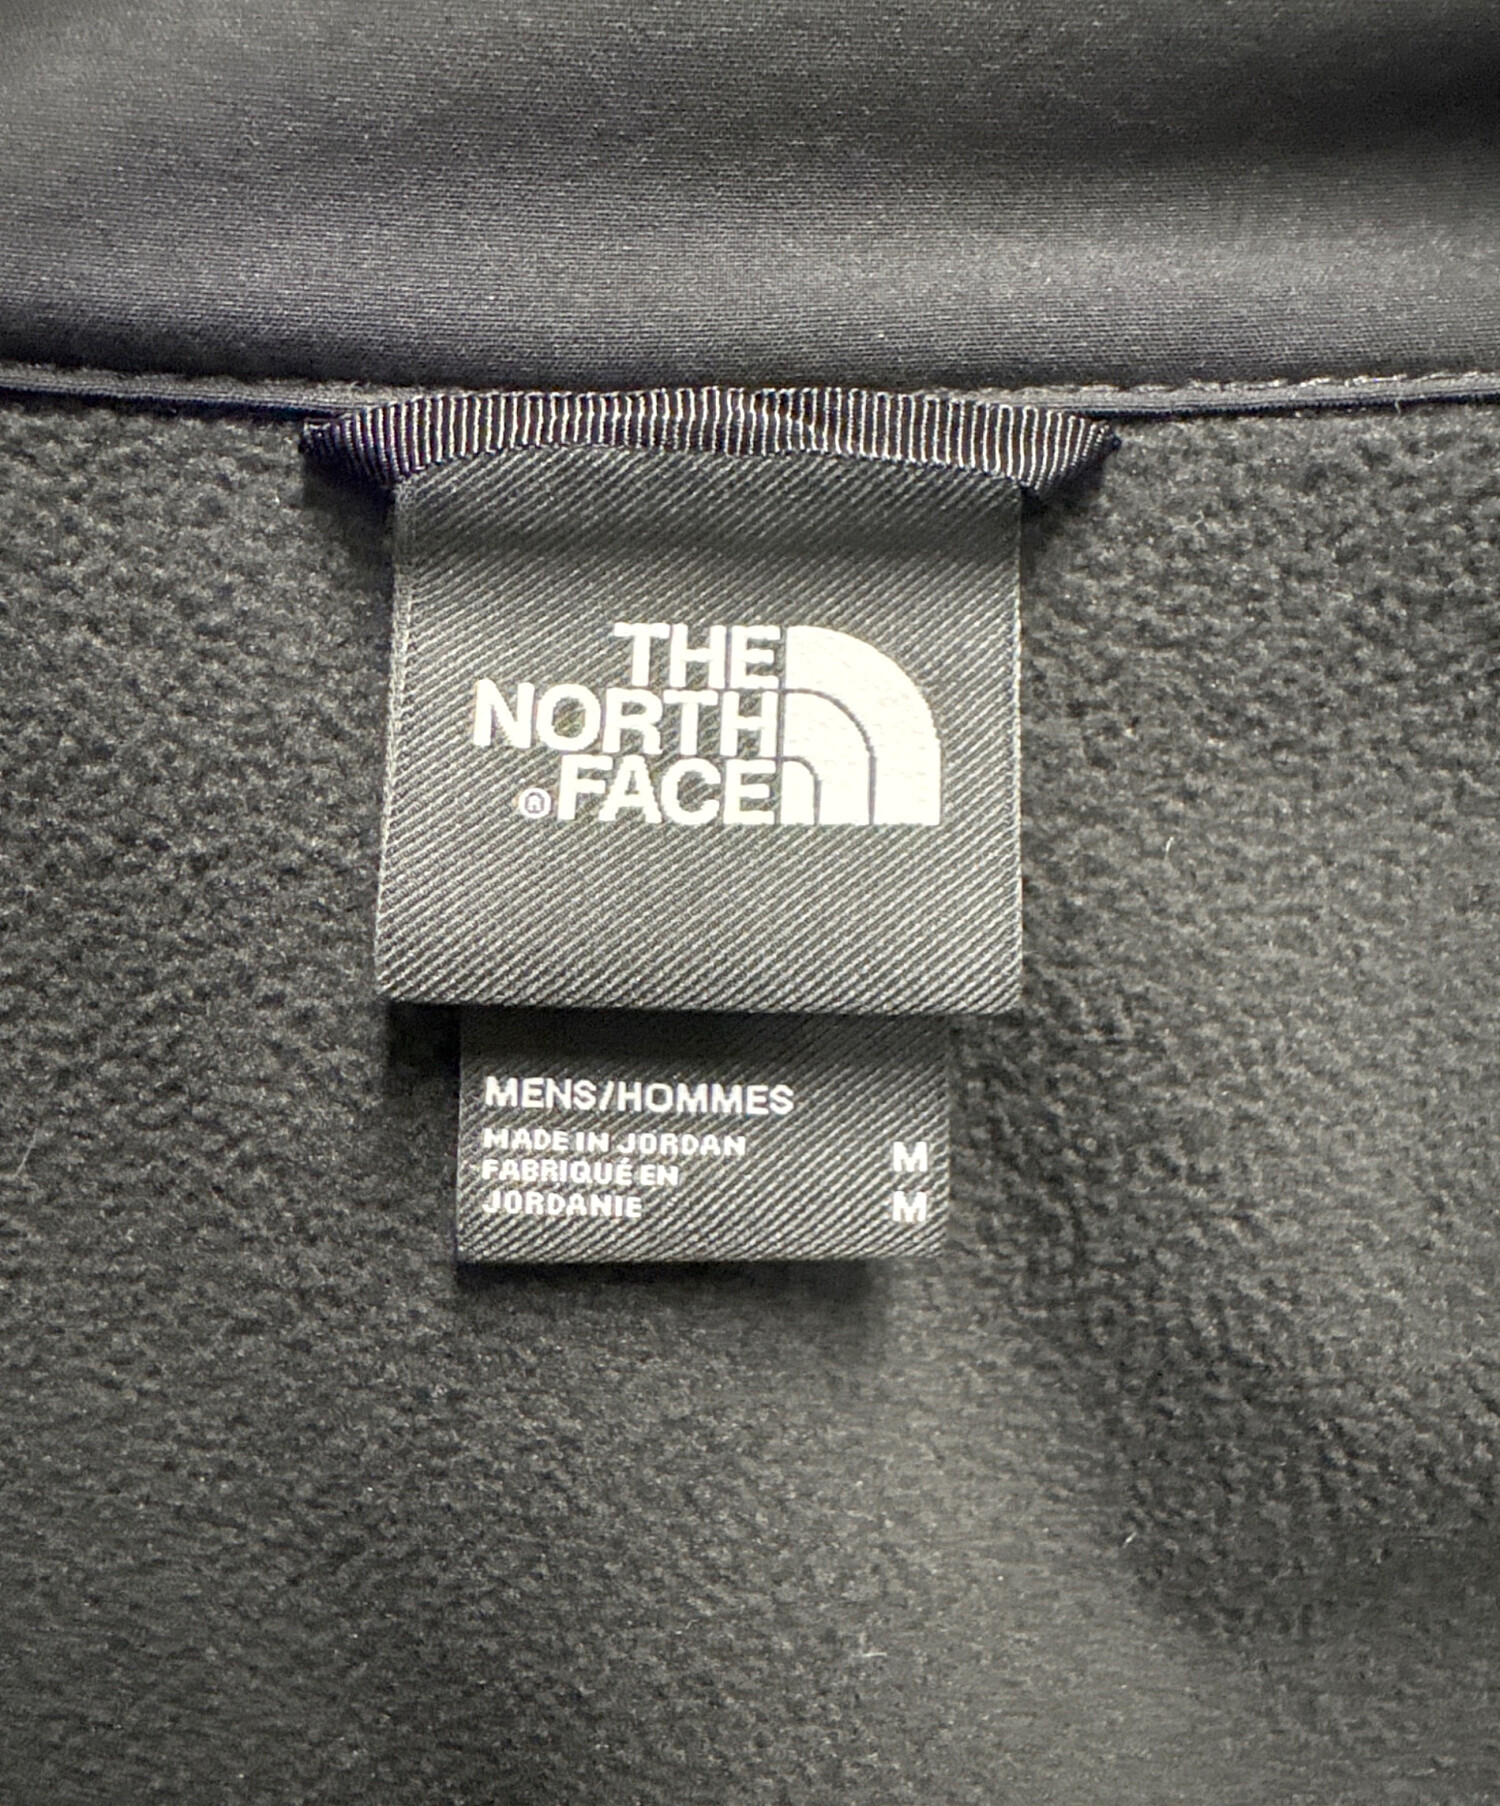 THE
NORTH
®FACE
MENS/HOMMES
MADE IN JORDAN M
FABRIQUÉ EN
JORDANIE M